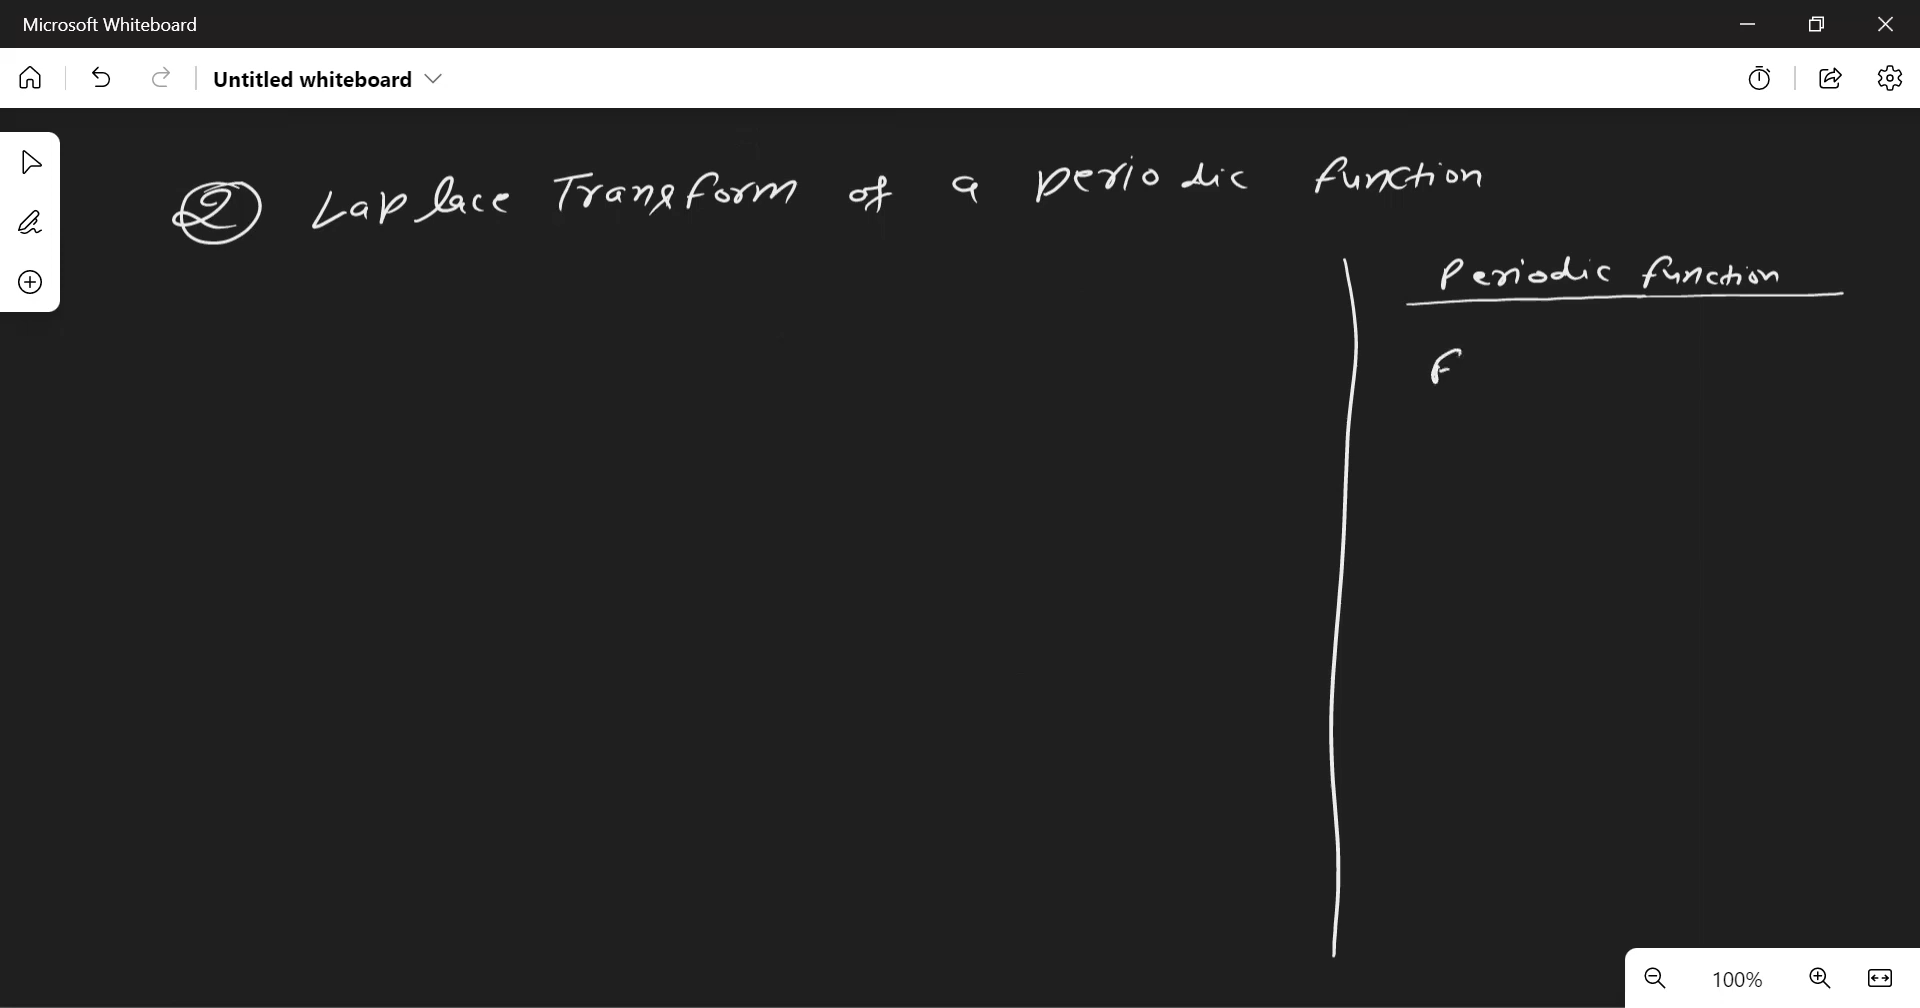 Microsoft Whiteboard
Untitled whiteboard
② Laplace Transform of a periodic function
Periodic function
F
100%